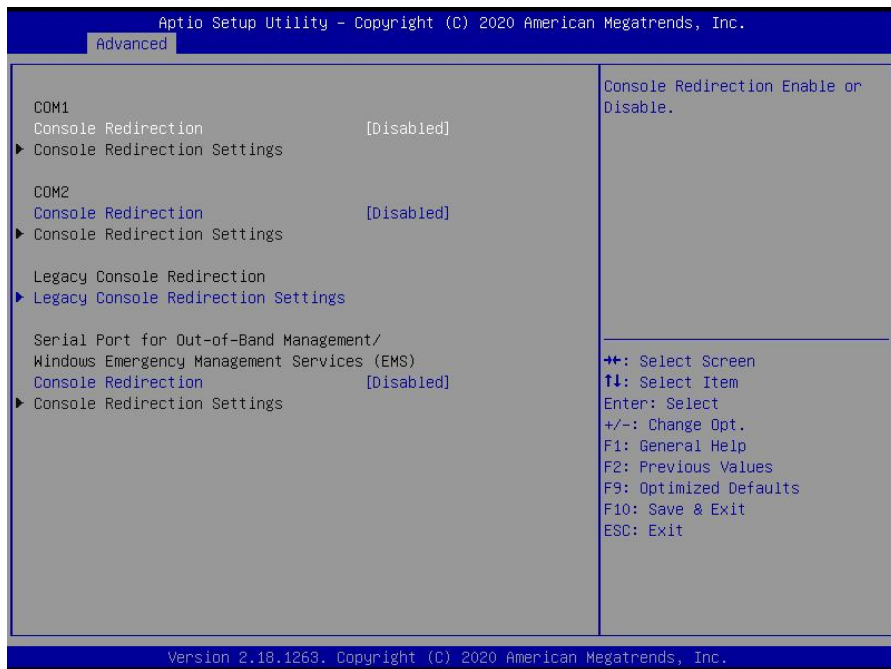 Aptio Setup Utility – Copyright (C) 2020 American Megatrends, Inc.
Advanced
COM1
Console Redirection [Disabled]
▶ Console Redirection Settings
COM2
Console Redirection [Disabled]
▶ Console Redirection Settings
Legacy Console Redirection
▶ Legacy Console Redirection Settings
Serial Port for Out-of-Band Management/
Windows Emergency Management Services (EMS)
Console Redirection [Disabled]
▶ Console Redirection Settings
Console Redirection Enable or
Disable.
→←: Select Screen
↑↓: Select Item
Enter: Select
+/-: Change Opt.
F1: General Help
F2: Previous Values
F9: Optimized Defaults
F10: Save & Exit
ESC: Exit
Version 2.18.1263. Copyright (C) 2020 American Megatrends, Inc.